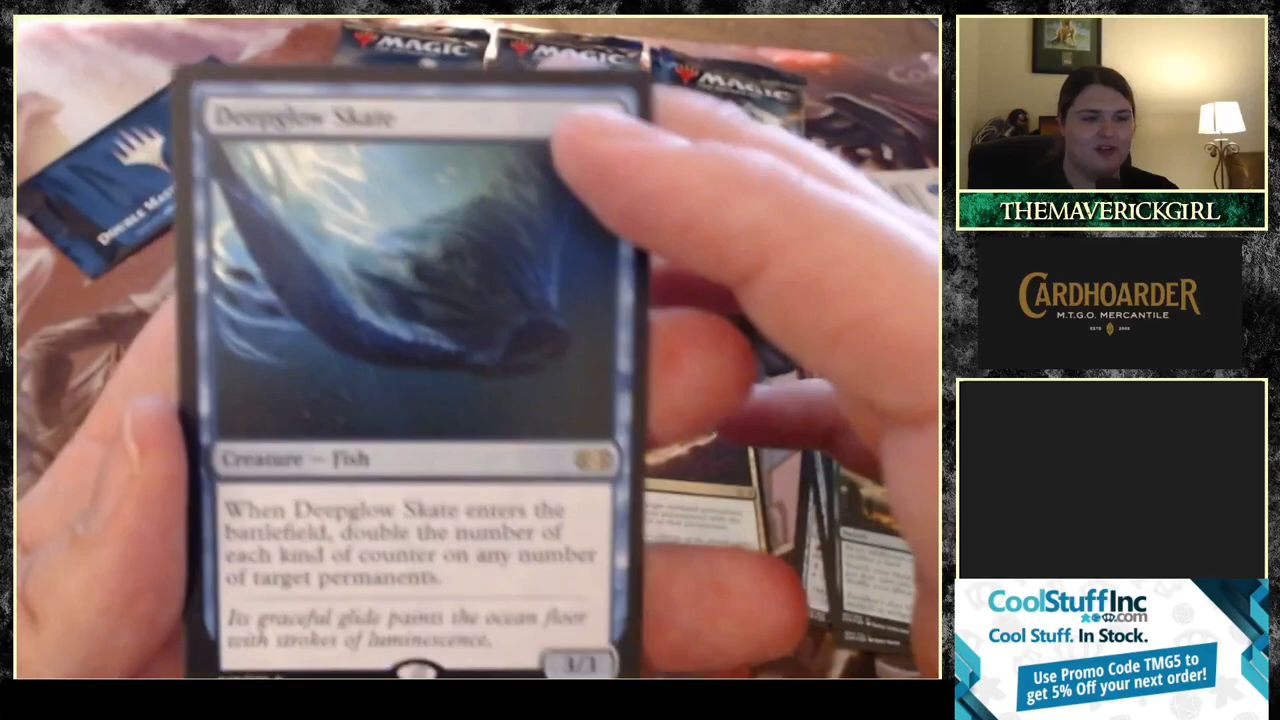 MAGIC
MAGIC
MAGIC
DOUBLE MAS
Deepglow Skate
Creature — Fish
When Deepglow Skate enters the
battlefield, double the number of
each kind of counter on any number
of target permanents.
Its graceful glide paints the ocean floor
with strokes of luminescence.
3/3
THEMAVERICKGIRL
CARDHOARDER
M.T.G.O. MERCANTILE
ESTD
CoolStuffInc
.com
Cool Stuff. In Stock.
Use Promo Code TMG5 to
get 5% Off your next order!